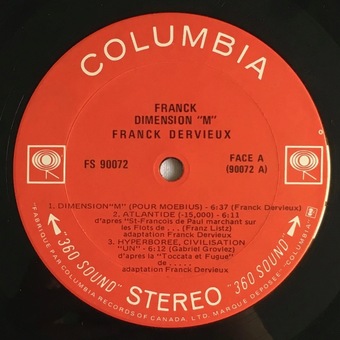 COLUMBIA
FRANCK
DIMENSION "M"
FRANCK DERVIEUX
FS 90072
FACE A
(90072 A)
1. DIMENSION"M" (POUR MOEBIUS) - 6:37 (Franck Dervieux)
2. ATLANTIDE (-15,000) - 6:11
d'après "St-François de Paul marchant sur
les Flots de . . . (Franz Listz)
adaptation Franck Dervieux
3. HYPERBOREE, CIVILISATION
"UN" - 6:12 (Gabriel Grovlez)
d'après la "Toccata et Fugue"
de . . . . .
adaptation Franck Dervieux
"360 SOUND" STEREO "360 SOUND"
"FABRIQUÉ PAR COLUMBIA RECORDS OF CANADA, LTD. MARQUE DEPOSÉE: "COLUMBIA"